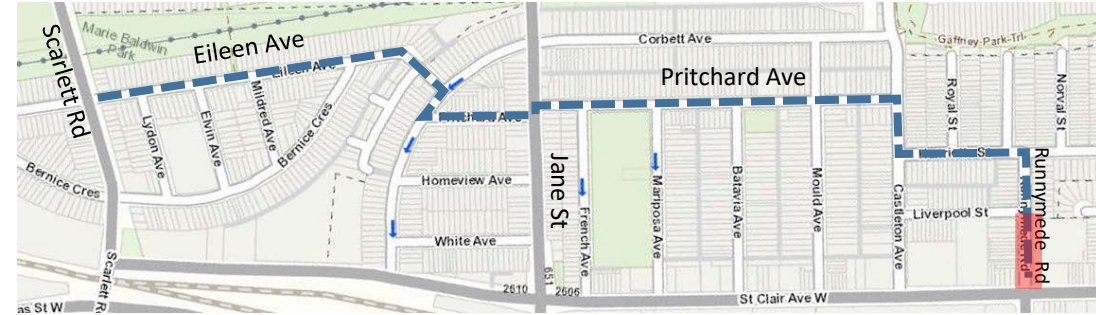 Scarlett Rd
Marie Baldwin
Park
Eileen Ave
Eileen Ave
Lydon Ave
Elvin Ave
Mildred Ave
Bernice Cres
Bernice Cres
Scarlett Rd
as St W
Corbett Ave
Pritchard Ave
Pritchard Ave
Homeview Ave
White Ave
Jane St
French Ave
Mariposa Ave
Batavia Ave
Mould Ave
Castleton Ave
Gaffney-Park-Trl
Royal St
Norval St
Liverpool St
Runnymede Rd
651
2610
2606
St Clair Ave W